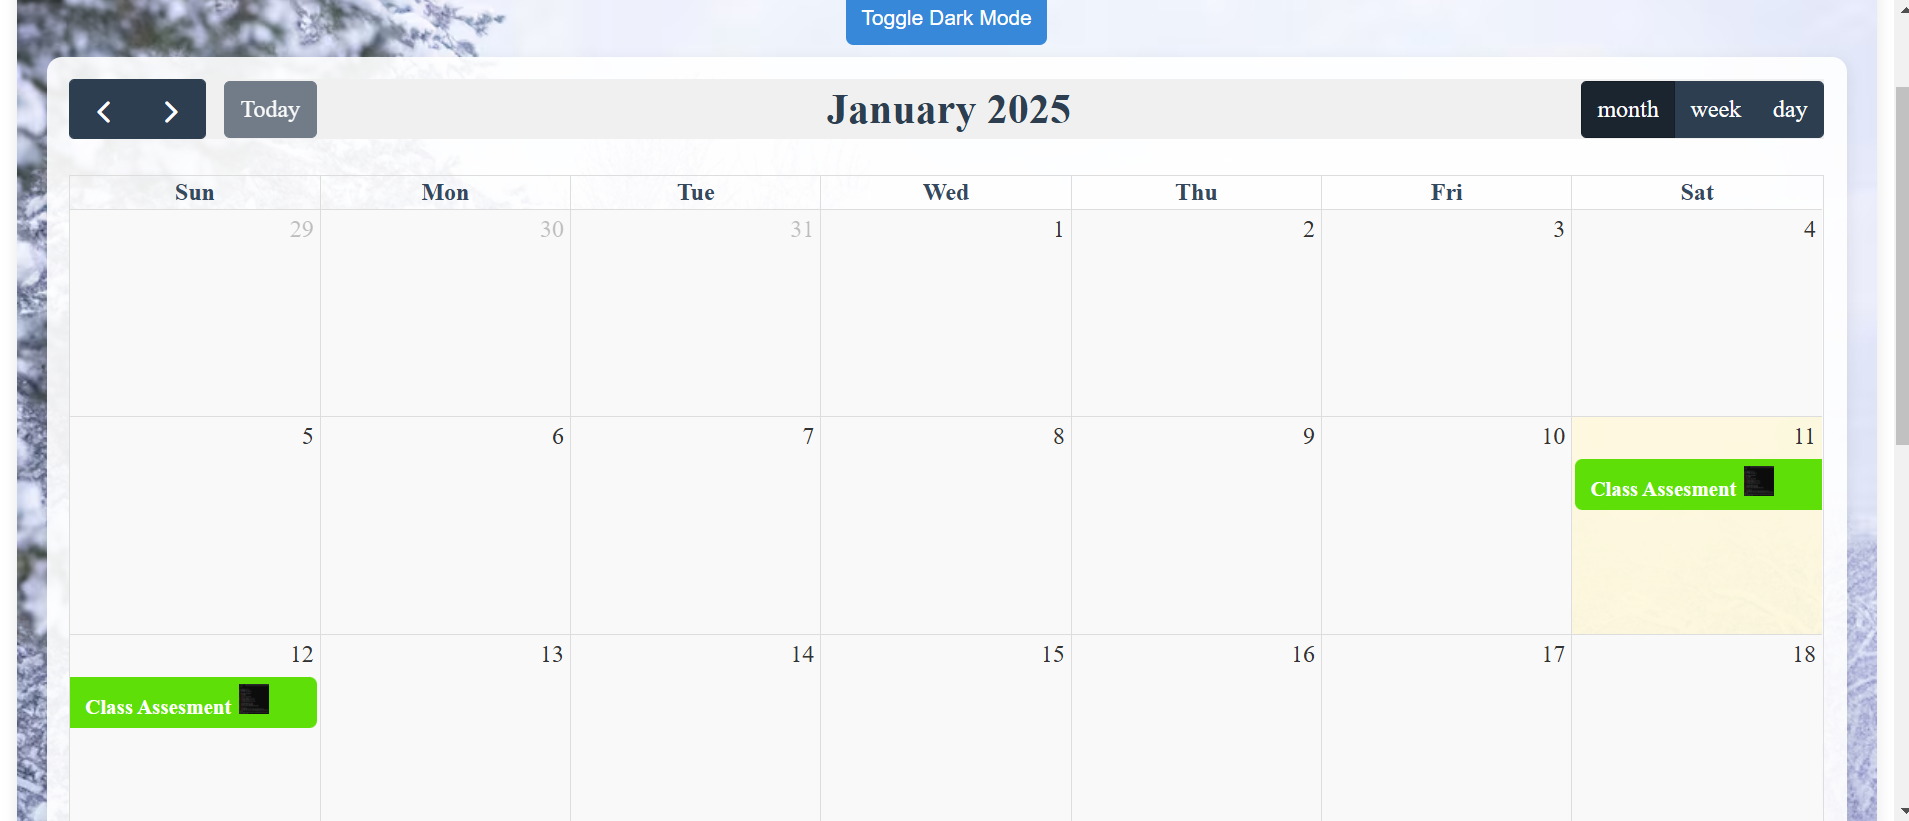 Toggle Dark Mode
Today
January 2025
month week day
Sun Mon Tue Wed Thu Fri Sat
29 30 31 1 2 3 4
5 6 7 8 9 10 11
Class Assesment
12 13 14 15 16 17 18
Class Assesment